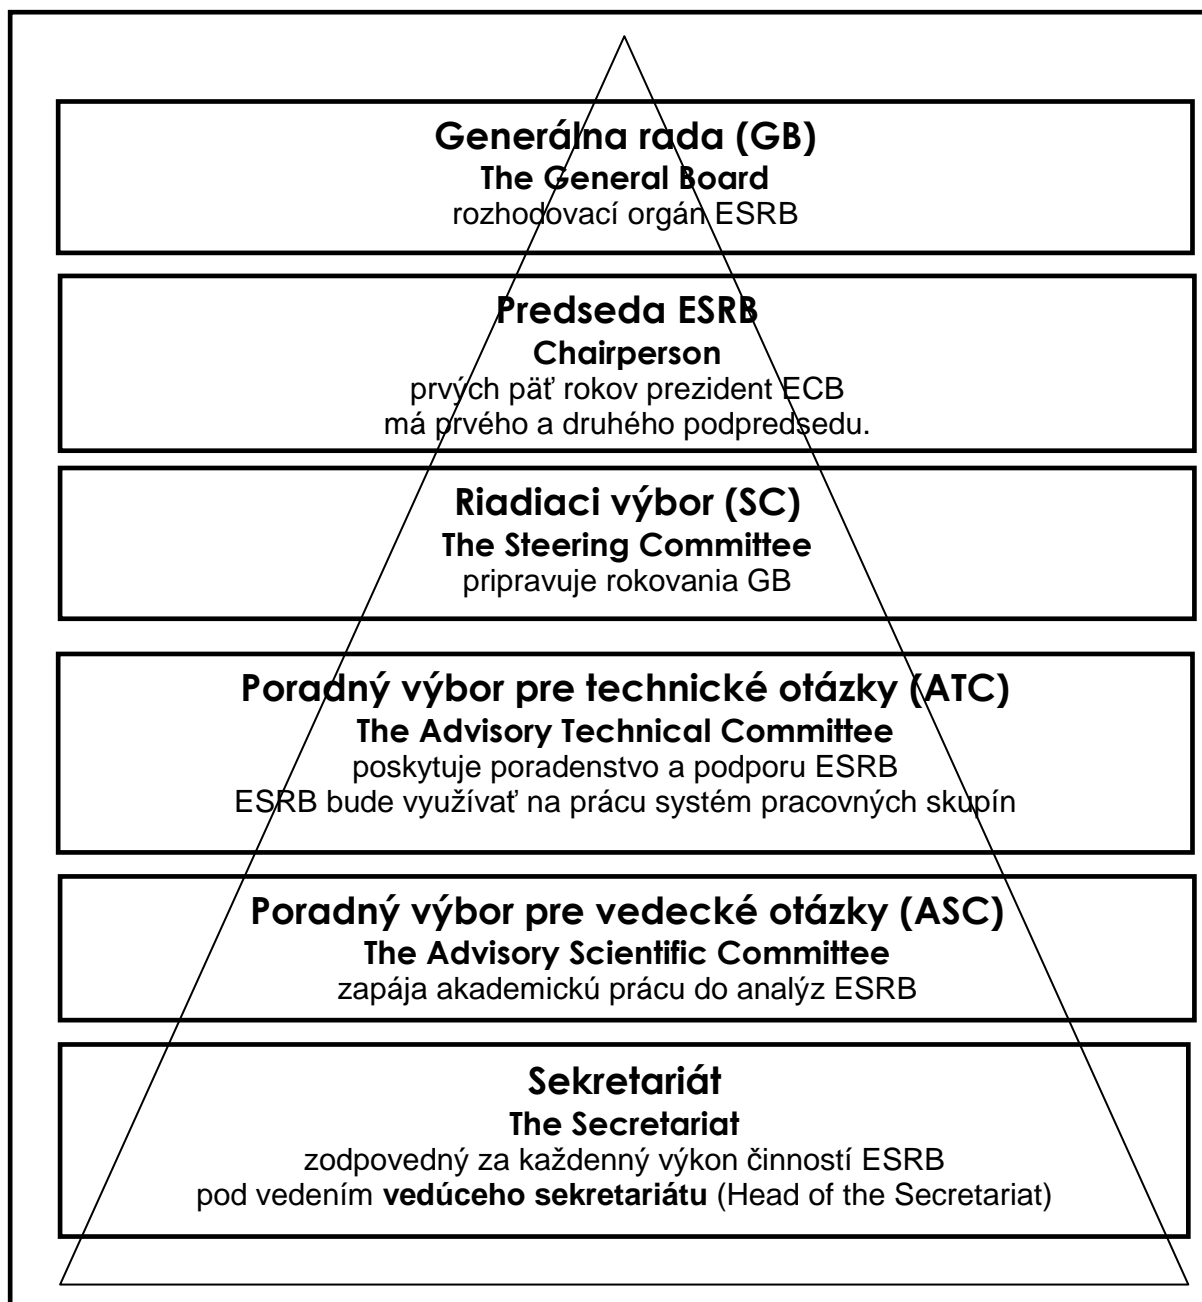 Generálna rada (GB)
The General Board
rozhodovací orgán ESRB
Predseda ESRB
Chairperson
prvých päť rokov prezident ECB
má prvého a druhého podpredsedu.
Riadiaci výbor (SC)
The Steering Committee
pripravuje rokovania GB
Poradný výbor pre technické otázky (ATC)
The Advisory Technical Committee
poskytuje poradenstvo a podporu ESRB
ESRB bude využívať na prácu systém pracovných skupín
Poradný výbor pre vedecké otázky (ASC)
The Advisory Scientific Committee
zapája akademickú prácu do analýz ESRB
Sekretariát
The Secretariat
zodpovedný za každenný výkon činností ESRB
pod vedením vedúceho sekretariátu (Head of the Secretariat)